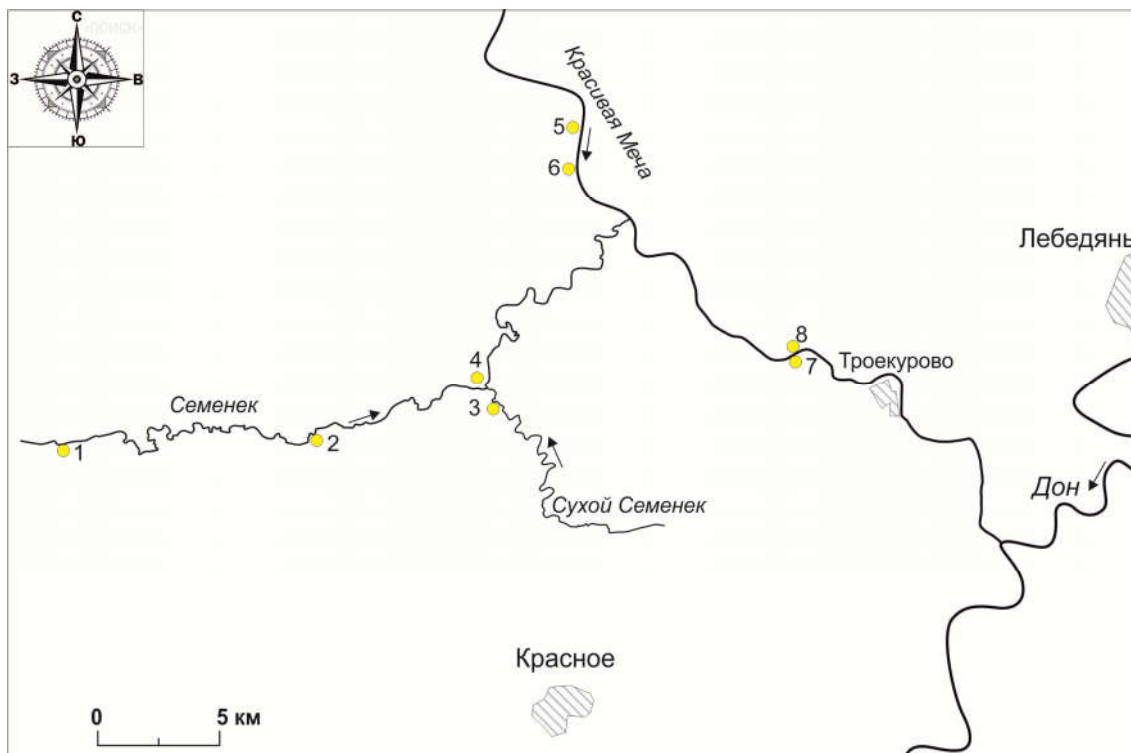 С
-ПОИСК-
З
В
Ю
Красивая Меча
5
6
Лебедянь
8
7
Троекурово
4
3
Семенек
2
1
Сухой Семенек
Дон
Красное
0
5 км